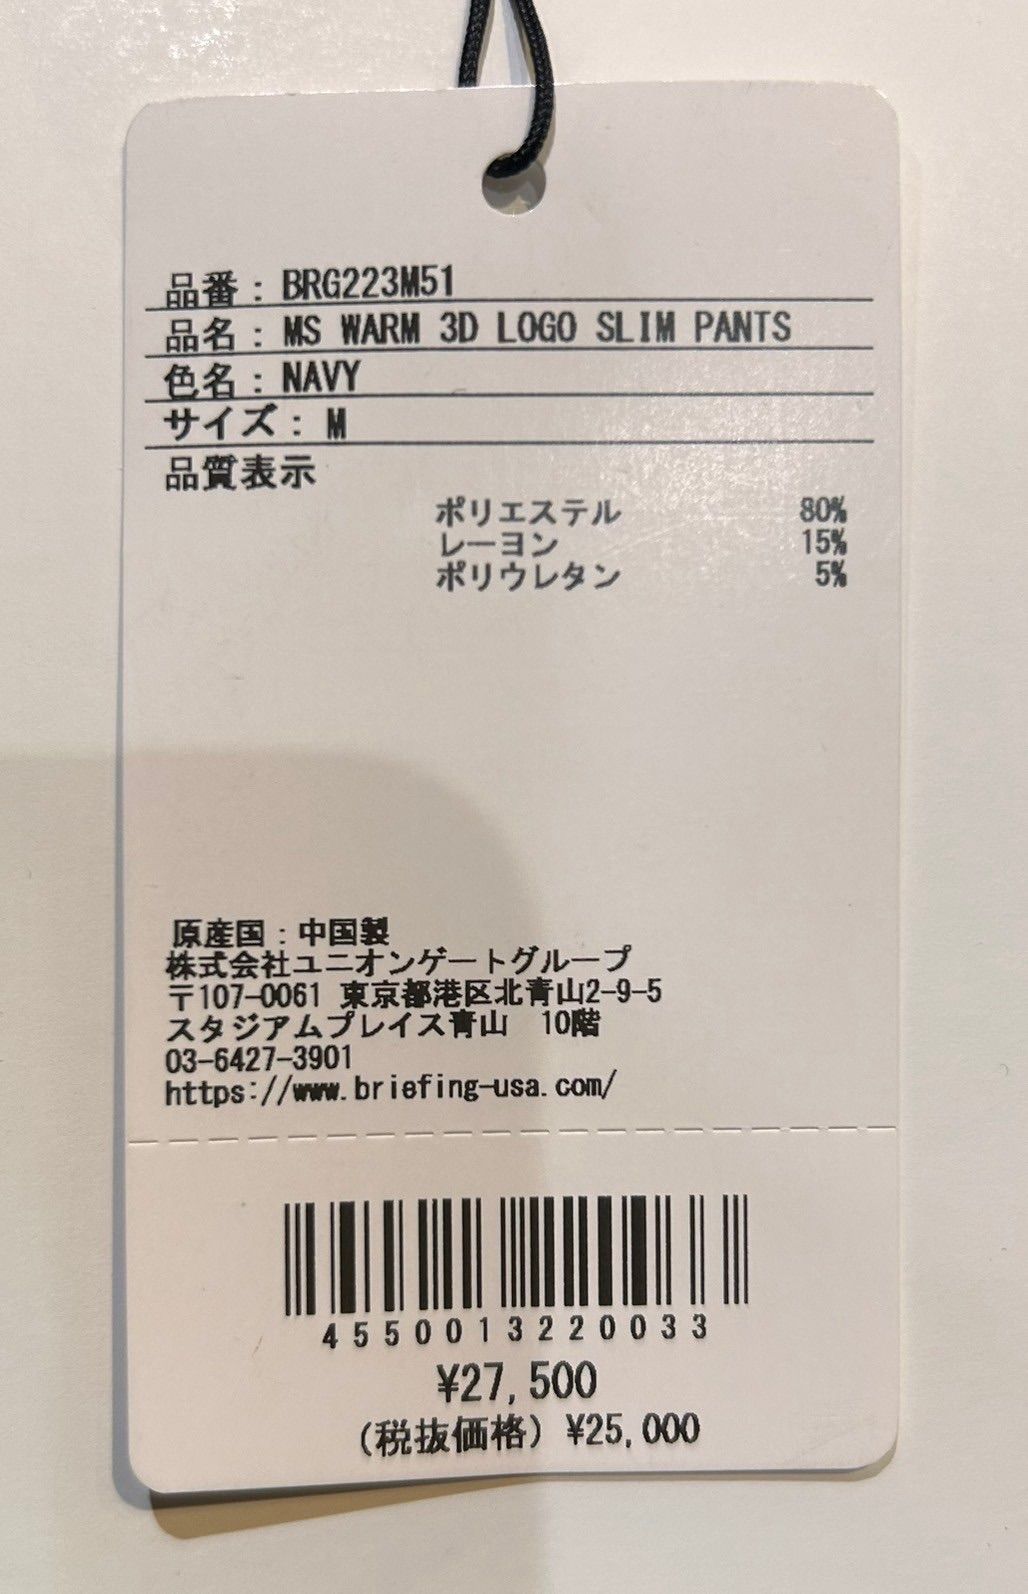 品番：BRG223M51
品名：MS WARM 3D LOGO SLIM PANTS
色名：NAVY
サイズ：M
品質表示
ポリエステル 80%
レーヨン 15%
ポリウレタン 5%
原産国：中国製
株式会社ユニオンゲートグループ
〒107-0061 東京都港区北青山2-9-5
スタジアムプレイス青山　10階
03-6427-3901
https://www.briefing-usa.com/
4550013220033
¥27,500
(税抜価格) ¥25,000